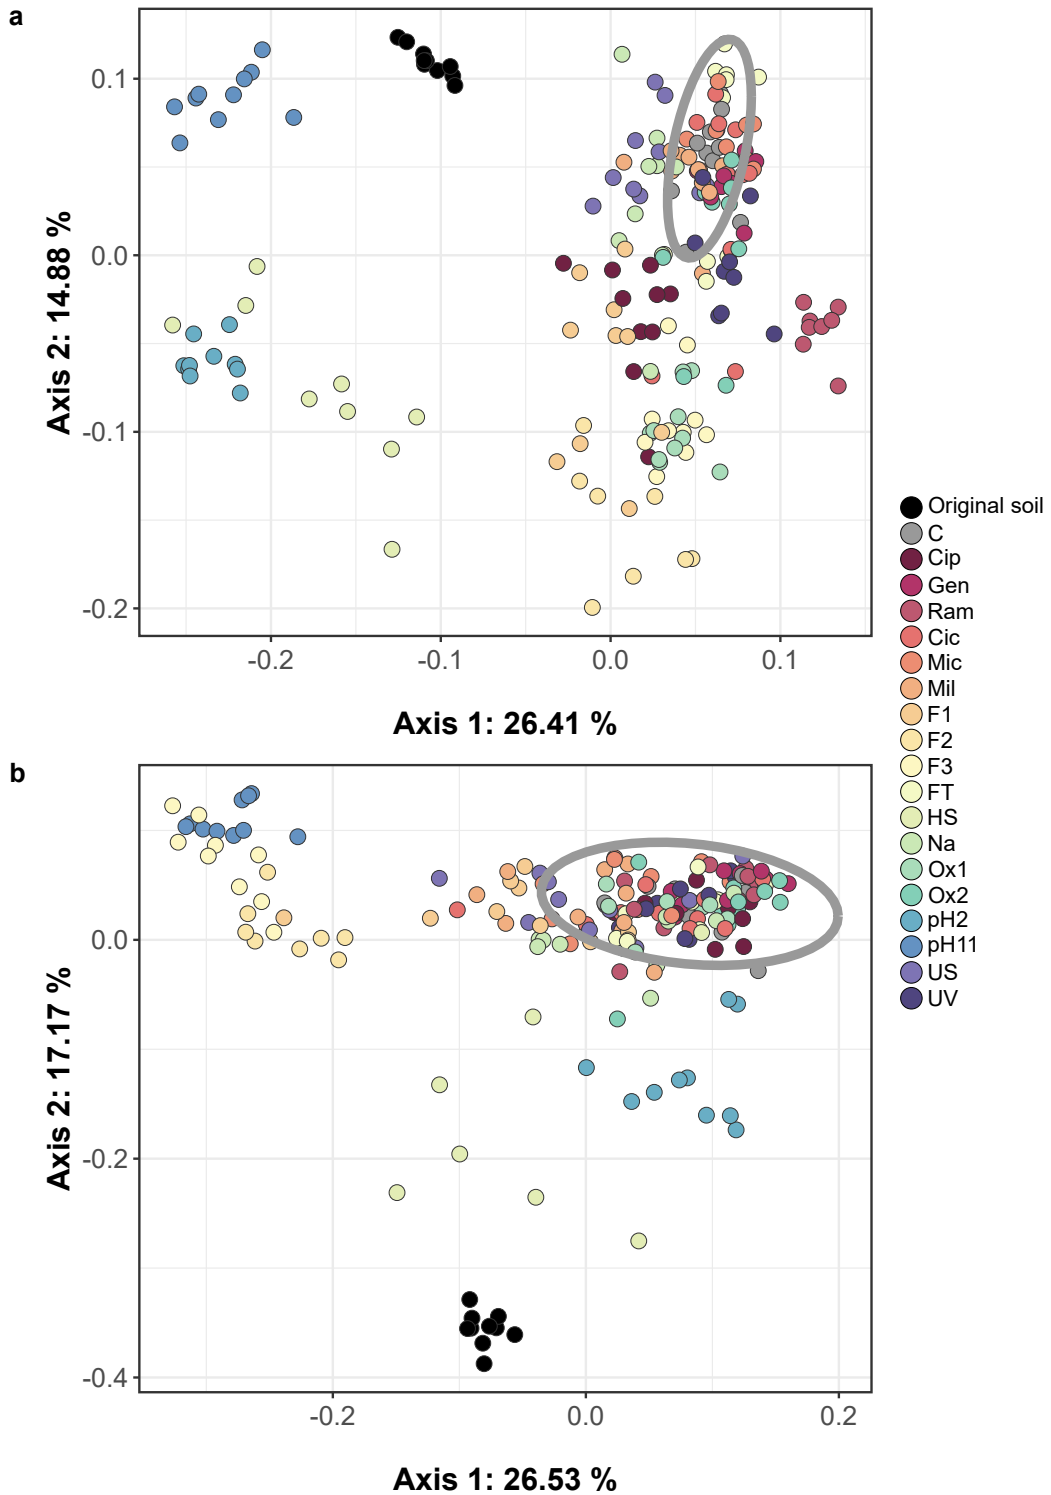 a
0.1
0.0
-0.1
-0.2
Axis 2: 14.88 %
-0.2
-0.1
0.0
0.1
Axis 1: 26.41 %
Original soil
C
Cip
Gen
Ram
Cic
Mic
Mil
F1
F2
F3
FT
HS
Na
Ox1
Ox2
pH2
pH11
US
UV
b
0.0
-0.2
-0.4
Axis 2: 17.17 %
-0.2
0.0
0.2
Axis 1: 26.53 %